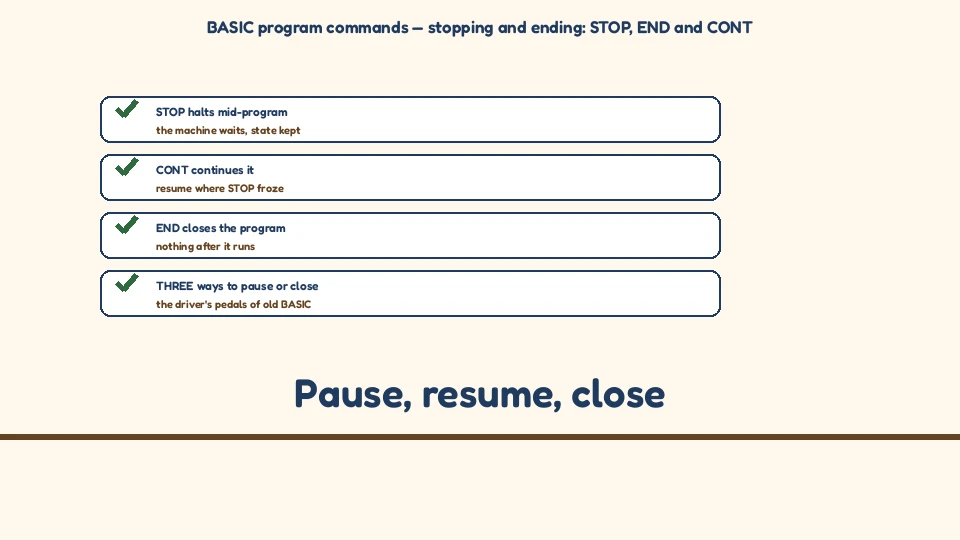 BASIC program commands — stopping and ending: STOP, END and CONT
STOP halts mid-program
the machine waits, state kept
CONT continues it
resume where STOP froze
END closes the program
nothing after it runs
THREE ways to pause or close
the driver's pedals of old BASIC
Pause, resume, close